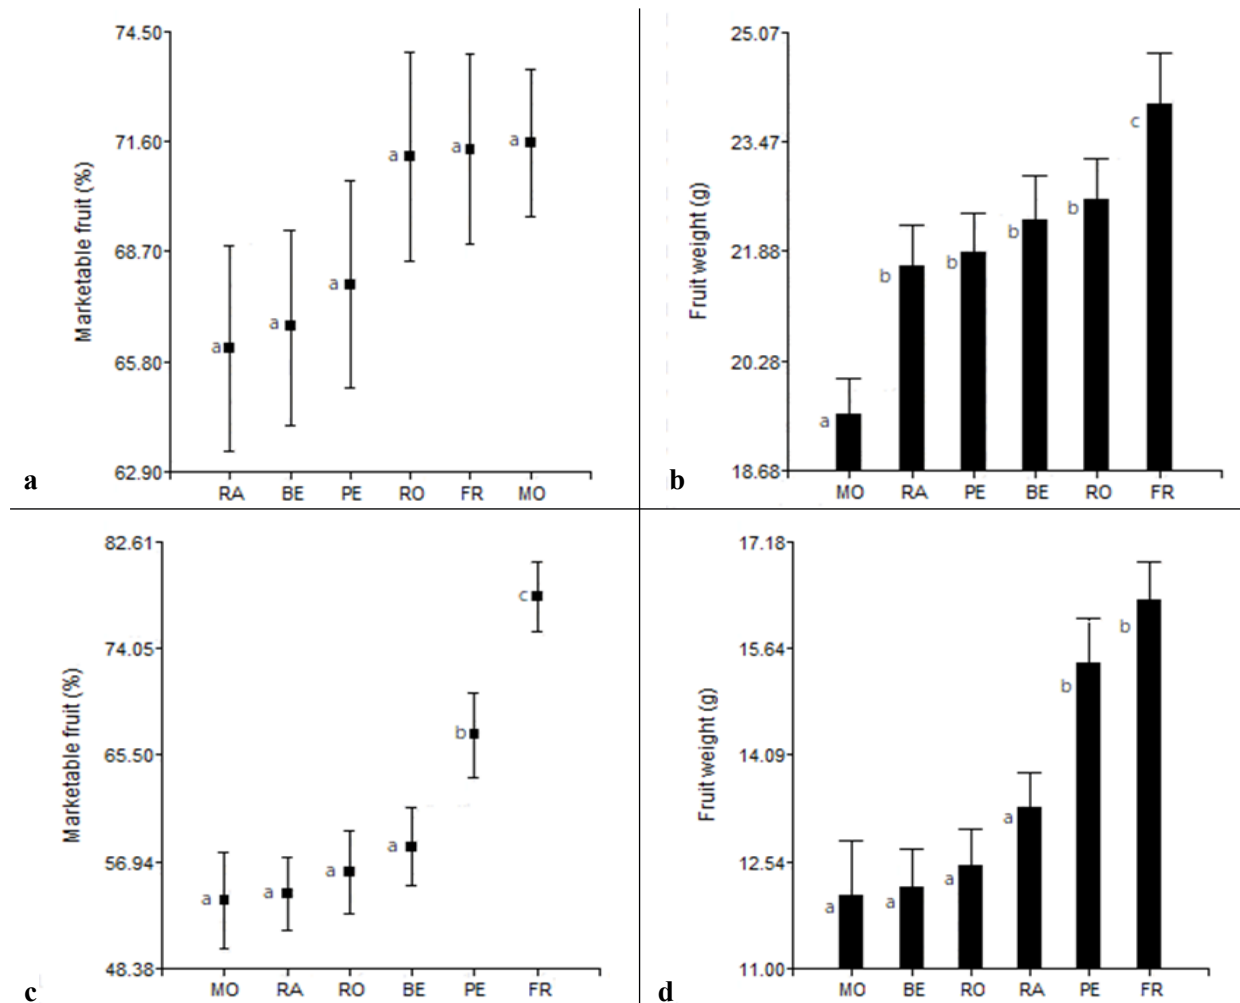 74.50
71.60
68.70
65.80
62.90
Marketable fruit (%)
a a a a a a
RA BE PE RO FR MO
a
25.07
23.47
21.88
20.28
18.68
Fruit weight (g)
a b b b b c
MO RA PE BE RO FR
b
82.61
74.05
65.50
56.94
48.38
Marketable fruit (%)
a a a a b c
MO RA RO BE PE FR
c
17.18
15.64
14.09
12.54
11.00
Fruit weight (g)
a a a a b b
MO BE RO RA PE FR
d